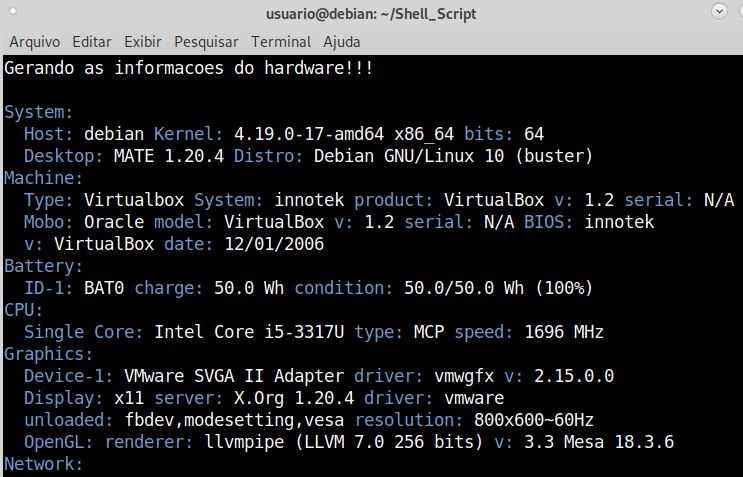 usuario@debian: ~/Shell_Script
Arquivo Editar Exibir Pesquisar Terminal Ajuda
Gerando as informacoes do hardware!!!
System:
Host: debian Kernel: 4.19.0-17-amd64 x86_64 bits: 64
Desktop: MATE 1.20.4 Distro: Debian GNU/Linux 10 (buster)
Machine:
Type: Virtualbox System: innotek product: VirtualBox v: 1.2 serial: N/A
Mobo: Oracle model: VirtualBox v: 1.2 serial: N/A BIOS: innotek
v: VirtualBox date: 12/01/2006
Battery:
ID-1: BAT0 charge: 50.0 Wh condition: 50.0/50.0 Wh (100%)
CPU:
Single Core: Intel Core i5-3317U type: MCP speed: 1696 MHz
Graphics:
Device-1: VMware SVGA II Adapter driver: vmwgfx v: 2.15.0.0
Display: x11 server: X.Org 1.20.4 driver: vmware
unloaded: fbdev,modesetting,vesa resolution: 800x600~60Hz
OpenGL: renderer: llvmpipe (LLVM 7.0 256 bits) v: 3.3 Mesa 18.3.6
Network: